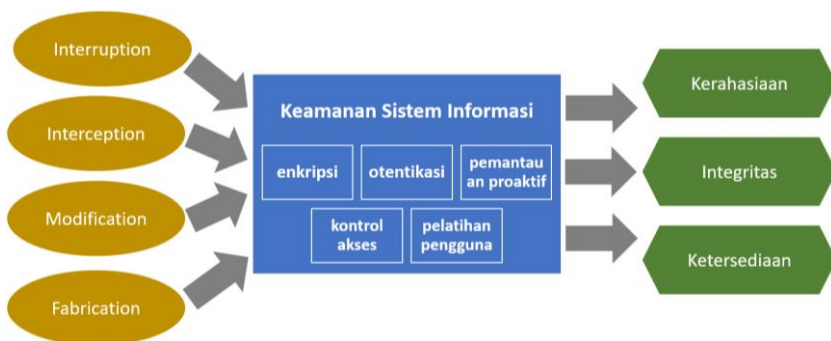 Interruption
Interception
Modification
Fabrication
Keamanan Sistem Informasi
enkripsi
otentikasi
pemantau
an proaktif
kontrol
akses
pelatihan
pengguna
Kerahasiaan
Integritas
Ketersediaan